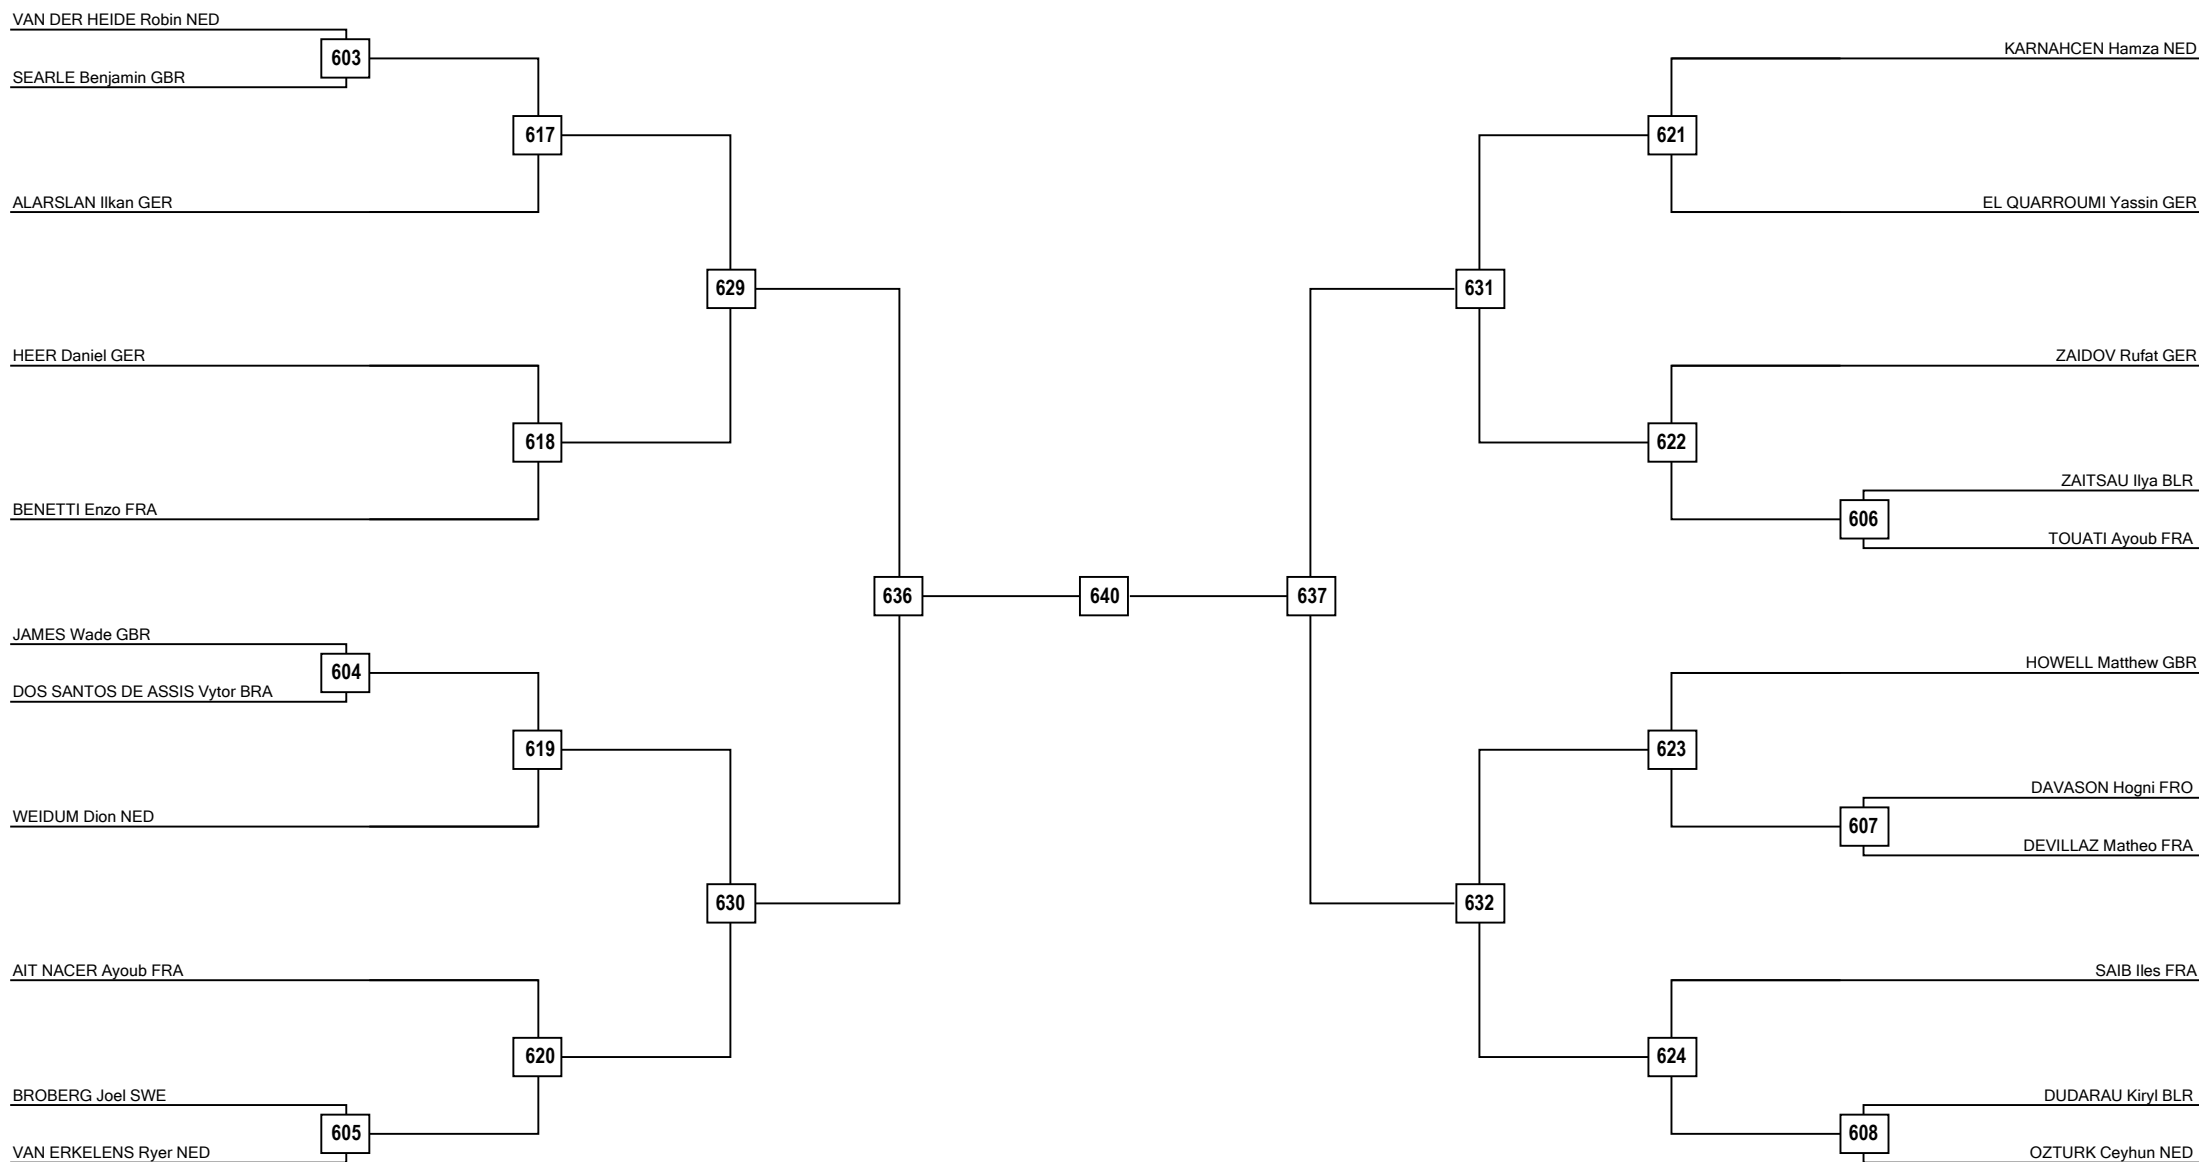 VAN DER HEIDE Robin NED
603
SEARLE Benjamin GBR
617
ALARSLAN Ilkan GER
629
HEER Daniel GER
618
BENETTI Enzo FRA
636
JAMES Wade GBR
604
DOS SANTOS DE ASSIS Vytor BRA
619
WEIDUM Dion NED
630
AIT NACER Ayoub FRA
620
BROBERG Joel SWE
605
VAN ERKELENS Ryer NED
640
KARNAHCEN Hamza NED
621
EL QUARROUMI Yassin GER
631
ZAIDOV Rufat GER
622
ZAITSAU Ilya BLR
606
TOUATI Ayoub FRA
637
HOWELL Matthew GBR
623
DAVASON Hogni FRO
607
DEVILLAZ Matheo FRA
632
SAIB Iles FRA
624
DUDARAU Kiryl BLR
608
OZTURK Ceyhun NED